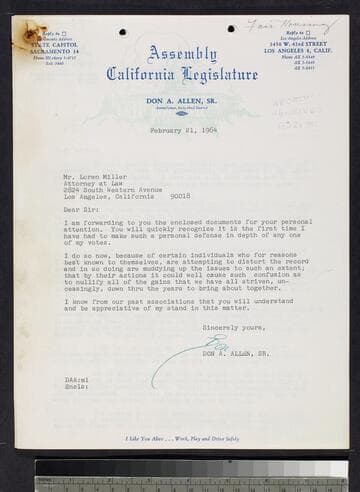 Fair Housing
Reply to
Sacramento Address
STATE CAPITOL
SACRAMENTO 14
Reply to
Los Angeles Address
3450 W. 43RD STREET
LOS ANGELES 8, CALIF.
Assembly
California Legislature
DON A. ALLEN, SR.
February 21, 1964
Mr. Loren Miller
Attorney at Law
2824 South Western Avenue
Los Angeles, California 90018
Dear Sir:
I am forwarding to you the enclosed documents for your personal
attention. You will quickly recognize it is the first time I
have had to make such a personal defense in depth of any one
of my votes.
I do so now, because of certain individuals who for reasons
best known to themselves, are attempting to distort the record
and in so doing are muddying up the issues to such an extent;
that by their actions it could well cause such confusion as
to nullify all of the gains that we have all striven, un-
ceasingly, down thru the years to bring about together.
I know from our past associations that you will understand
and be appreciative of my stand in this matter.
Sincerely yours,
Don
DON A. ALLEN, SR.
DAA:ml
Encls:
I Like You Alive . . . Work, Play and Drive Safely